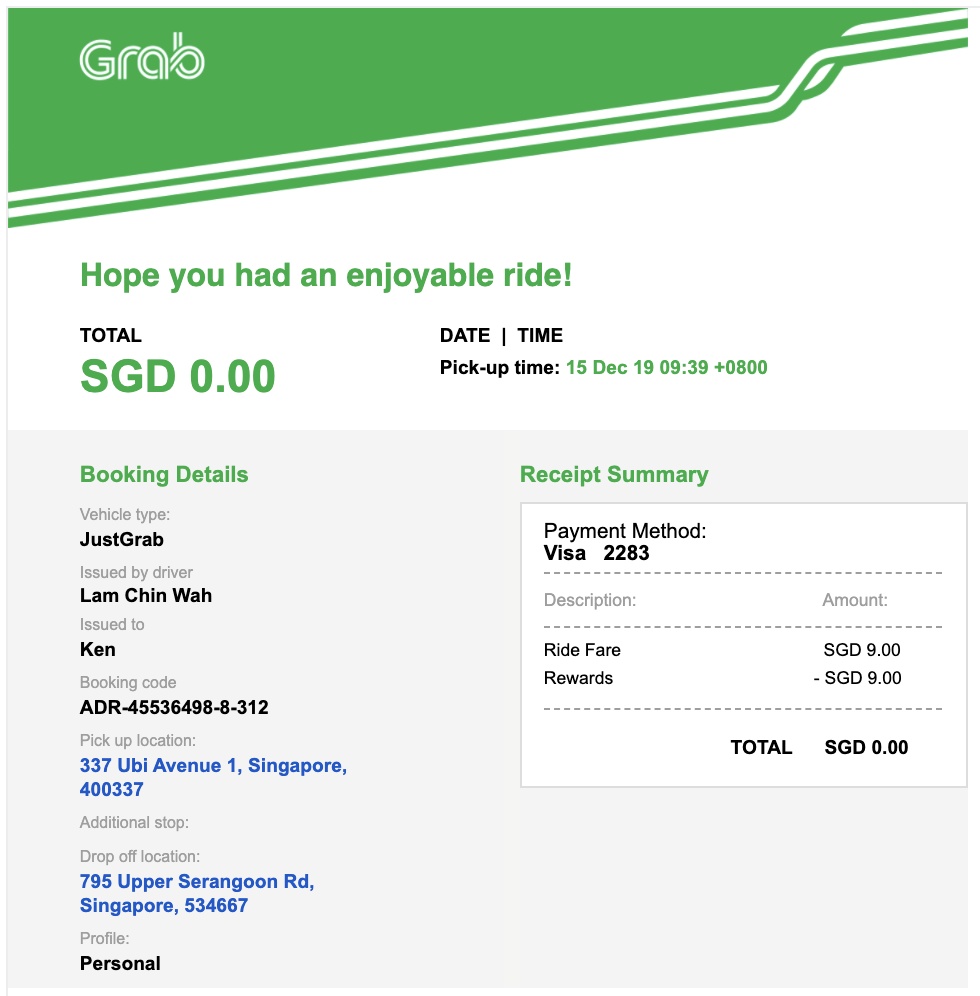 Grab
Hope you had an enjoyable ride!
TOTAL
SGD 0.00
DATE | TIME
Pick-up time: 15 Dec 19 09:39 +0800
Booking Details
Vehicle type:
JustGrab
Issued by driver
Lam Chin Wah
Issued to
Ken
Booking code
ADR-45536498-8-312
Pick up location:
337 Ubi Avenue 1, Singapore,
400337
Additional stop:
Drop off location:
795 Upper Serangoon Rd,
Singapore, 534667
Profile:
Personal
Receipt Summary
Payment Method:
Visa 2283
Description: Amount:
Ride Fare SGD 9.00
Rewards - SGD 9.00
TOTAL SGD 0.00